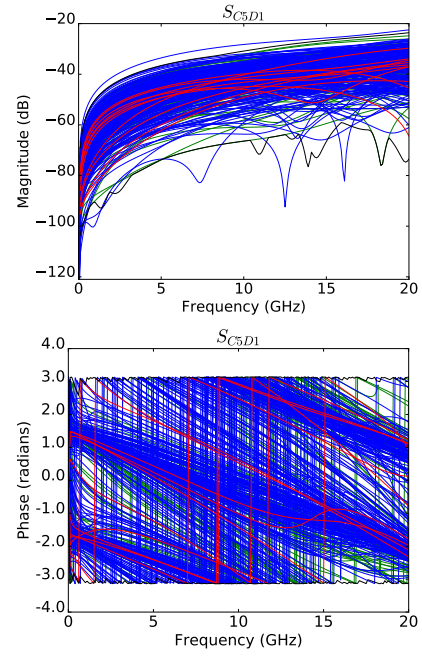 S_{C5D1}
−20
−40
−60
−80
−100
−120
Magnitude (dB)
0 5 10 15 20
Frequency (GHz)
S_{C5D1}
4.0
3.0
2.0
1.0
0.0
-1.0
-2.0
-3.0
-4.0
Phase (radians)
0 5 10 15 20
Frequency (GHz)